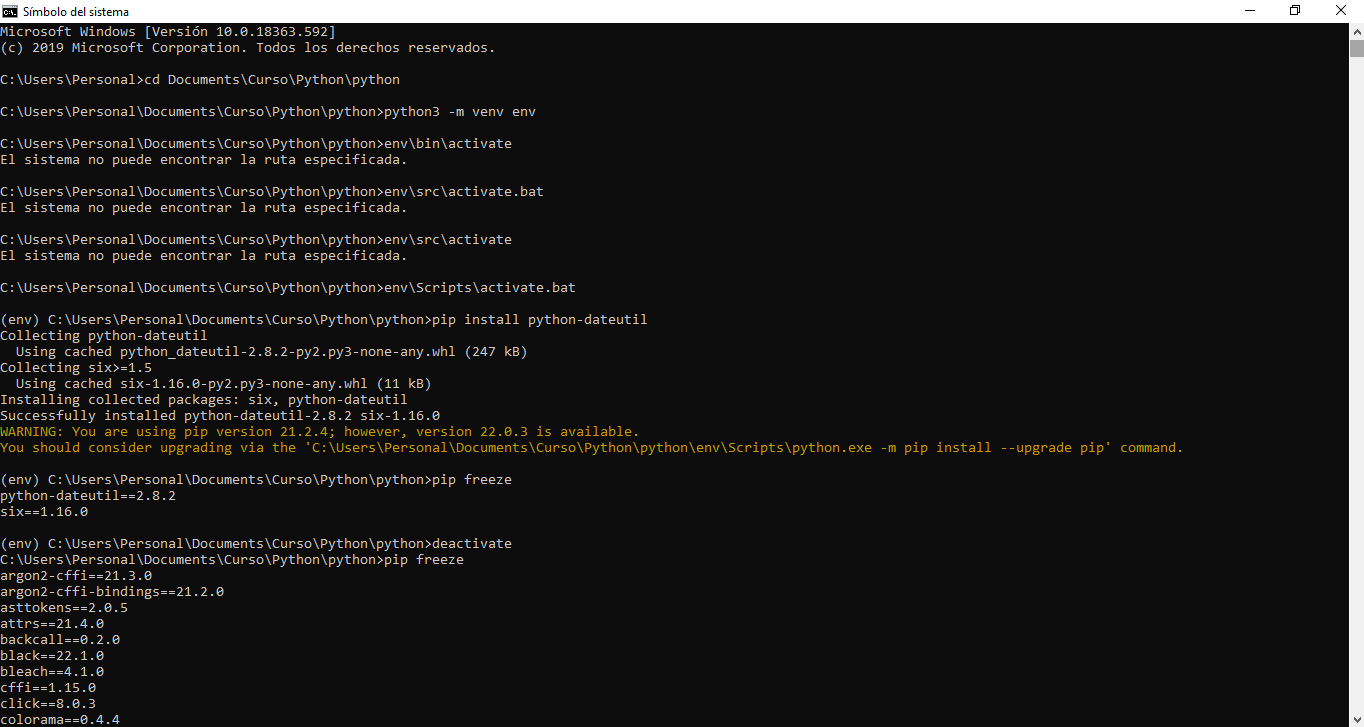 Símbolo del sistema
Microsoft Windows [Versión 10.0.18363.592]
(c) 2019 Microsoft Corporation. Todos los derechos reservados.
C:\Users\Personal>cd Documents\Curso\Python\python
C:\Users\Personal\Documents\Curso\Python\python>python3 -m venv env
C:\Users\Personal\Documents\Curso\Python\python>env\bin\activate
El sistema no puede encontrar la ruta especificada.
C:\Users\Personal\Documents\Curso\Python\python>env\src\activate.bat
El sistema no puede encontrar la ruta especificada.
C:\Users\Personal\Documents\Curso\Python\python>env\src\activate
El sistema no puede encontrar la ruta especificada.
C:\Users\Personal\Documents\Curso\Python\python>env\Scripts\activate.bat
(env) C:\Users\Personal\Documents\Curso\Python\python>pip install python-dateutil
Collecting python-dateutil
  Using cached python_dateutil-2.8.2-py2.py3-none-any.whl (247 kB)
Collecting six>=1.5
  Using cached six-1.16.0-py2.py3-none-any.whl (11 kB)
Installing collected packages: six, python-dateutil
Successfully installed python-dateutil-2.8.2 six-1.16.0
WARNING: You are using pip version 21.2.4; however, version 22.0.3 is available.
You should consider upgrading via the 'C:\Users\Personal\Documents\Curso\Python\python\env\Scripts\python.exe -m pip install --upgrade pip' command.
(env) C:\Users\Personal\Documents\Curso\Python\python>pip freeze
python-dateutil==2.8.2
six==1.16.0
(env) C:\Users\Personal\Documents\Curso\Python\python>deactivate
C:\Users\Personal\Documents\Curso\Python\python>pip freeze
argon2-cffi==21.3.0
argon2-cffi-bindings==21.2.0
asttokens==2.0.5
attrs==21.4.0
backcall==0.2.0
black==22.1.0
bleach==4.1.0
cffi==1.15.0
click==8.0.3
colorama==0.4.4